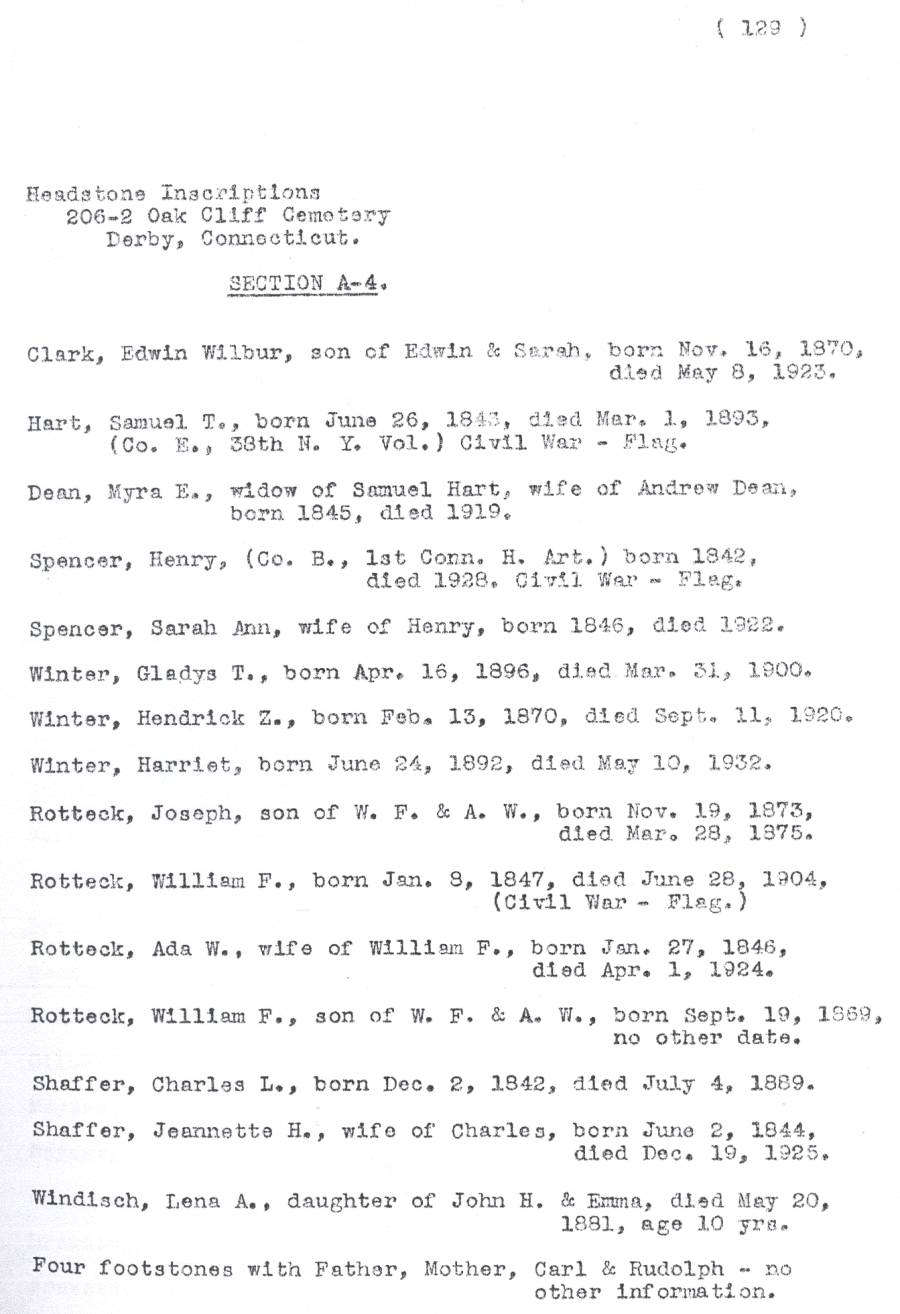 ( 129 )
Headstone Inscriptions
206-2 Oak Cliff Cemetery
Derby, Connecticut.
SECTION A-4.
Clark, Edwin Wilbur, son of Edwin & Sarah, born Nov. 16, 1870,
died May 8, 1923.
Hart, Samuel T., born June 26, 1843, died Mar. 1, 1893,
(Co. E., 38th N. Y. Vol.) Civil War - Flag.
Dean, Myra E., widow of Samuel Hart, wife of Andrew Dean,
born 1845, died 1919.
Spencer, Henry, (Co. B., 1st Conn. H. Art.) born 1842,
died 1928. Civil War - Flag.
Spencer, Sarah Ann, wife of Henry, born 1846, died 1922.
Winter, Gladys T., born Apr. 16, 1896, died Mar. 31, 1900.
Winter, Hendrick Z., born Feb. 13, 1870, died Sept. 11, 1920.
Winter, Harriet, born June 24, 1892, died May 10, 1932.
Rotteck, Joseph, son of W. F. & A. W., born Nov. 19, 1873,
died Mar. 28, 1875.
Rotteck, William F., born Jan. 8, 1847, died June 28, 1904,
(Civil War - Flag.)
Rotteck, Ada W., wife of William F., born Jan. 27, 1846,
died Apr. 1, 1924.
Rotteck, William F., son of W. F. & A. W., born Sept. 19, 1869,
no other date.
Shaffer, Charles L., born Dec. 2, 1842, died July 4, 1889.
Shaffer, Jeannette H., wife of Charles, born June 2, 1844,
died Dec. 19, 1925.
Windisch, Lena A., daughter of John H. & Emma, died May 20,
1881, age 10 yrs.
Four footstones with Father, Mother, Carl & Rudolph - no
other information.